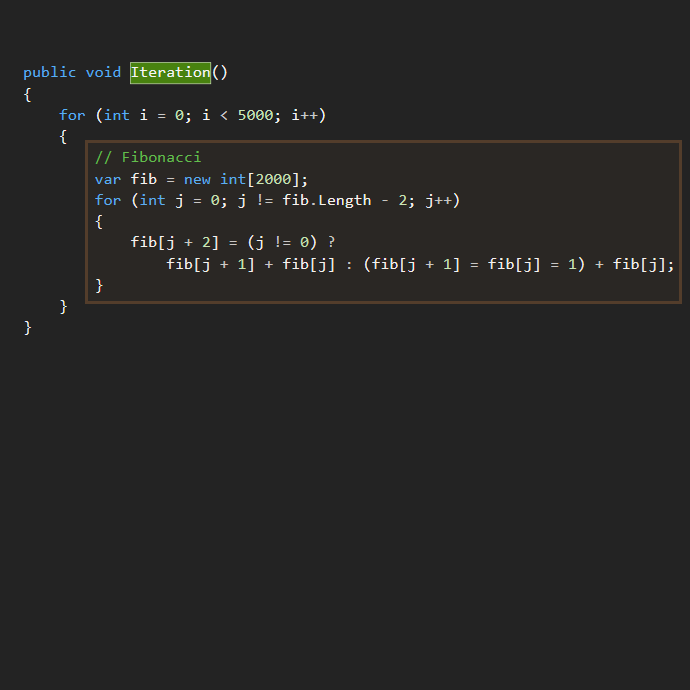 public void Iteration()
{
    for (int i = 0; i < 5000; i++)
    {
        // Fibonacci
        var fib = new int[2000];
        for (int j = 0; j != fib.Length - 2; j++)
        {
            fib[j + 2] = (j != 0) ?
                fib[j + 1] + fib[j] : (fib[j + 1] = fib[j] = 1) + fib[j];
        }
    }
}